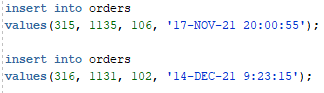 insert into orders
values(315, 1135, 106, '17-NOV-21 20:00:55');
insert into orders
values(316, 1131, 102, '14-DEC-21 9:23:15');